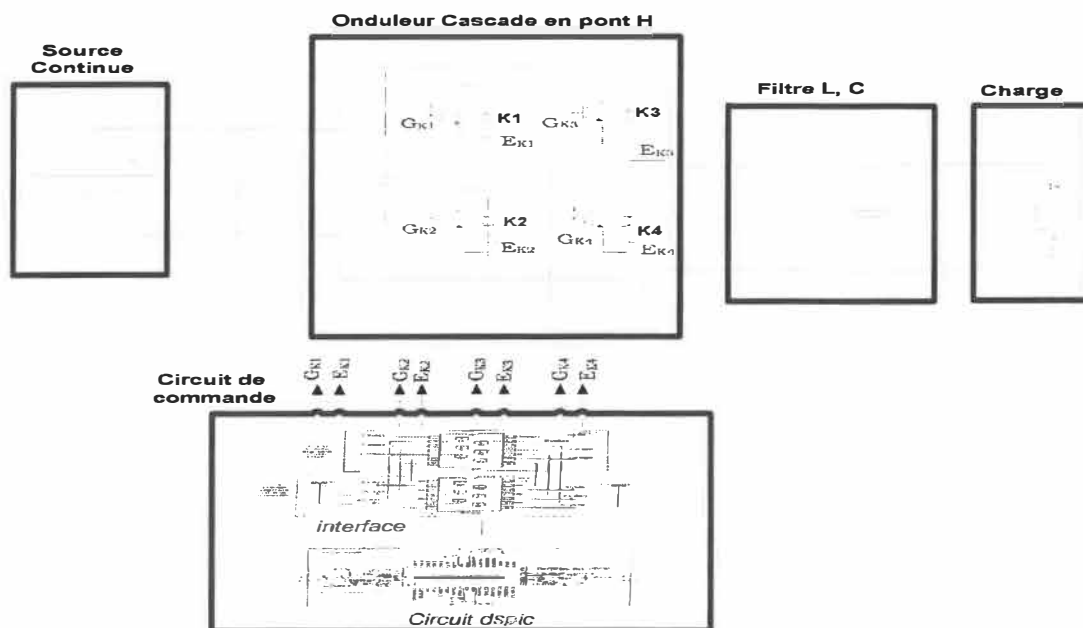 Onduleur Cascade en pont H
Source
Continue
Filtre L, C
Charge
GK1
K1
EK1
GK3
K3
EK3
GK2
K2
EK2
GK4
K4
EK4
GK1
EK1
GK2
EK2
GK3
EK3
GK4
EK4
Circuit de
commande
interface
Circuit dspic